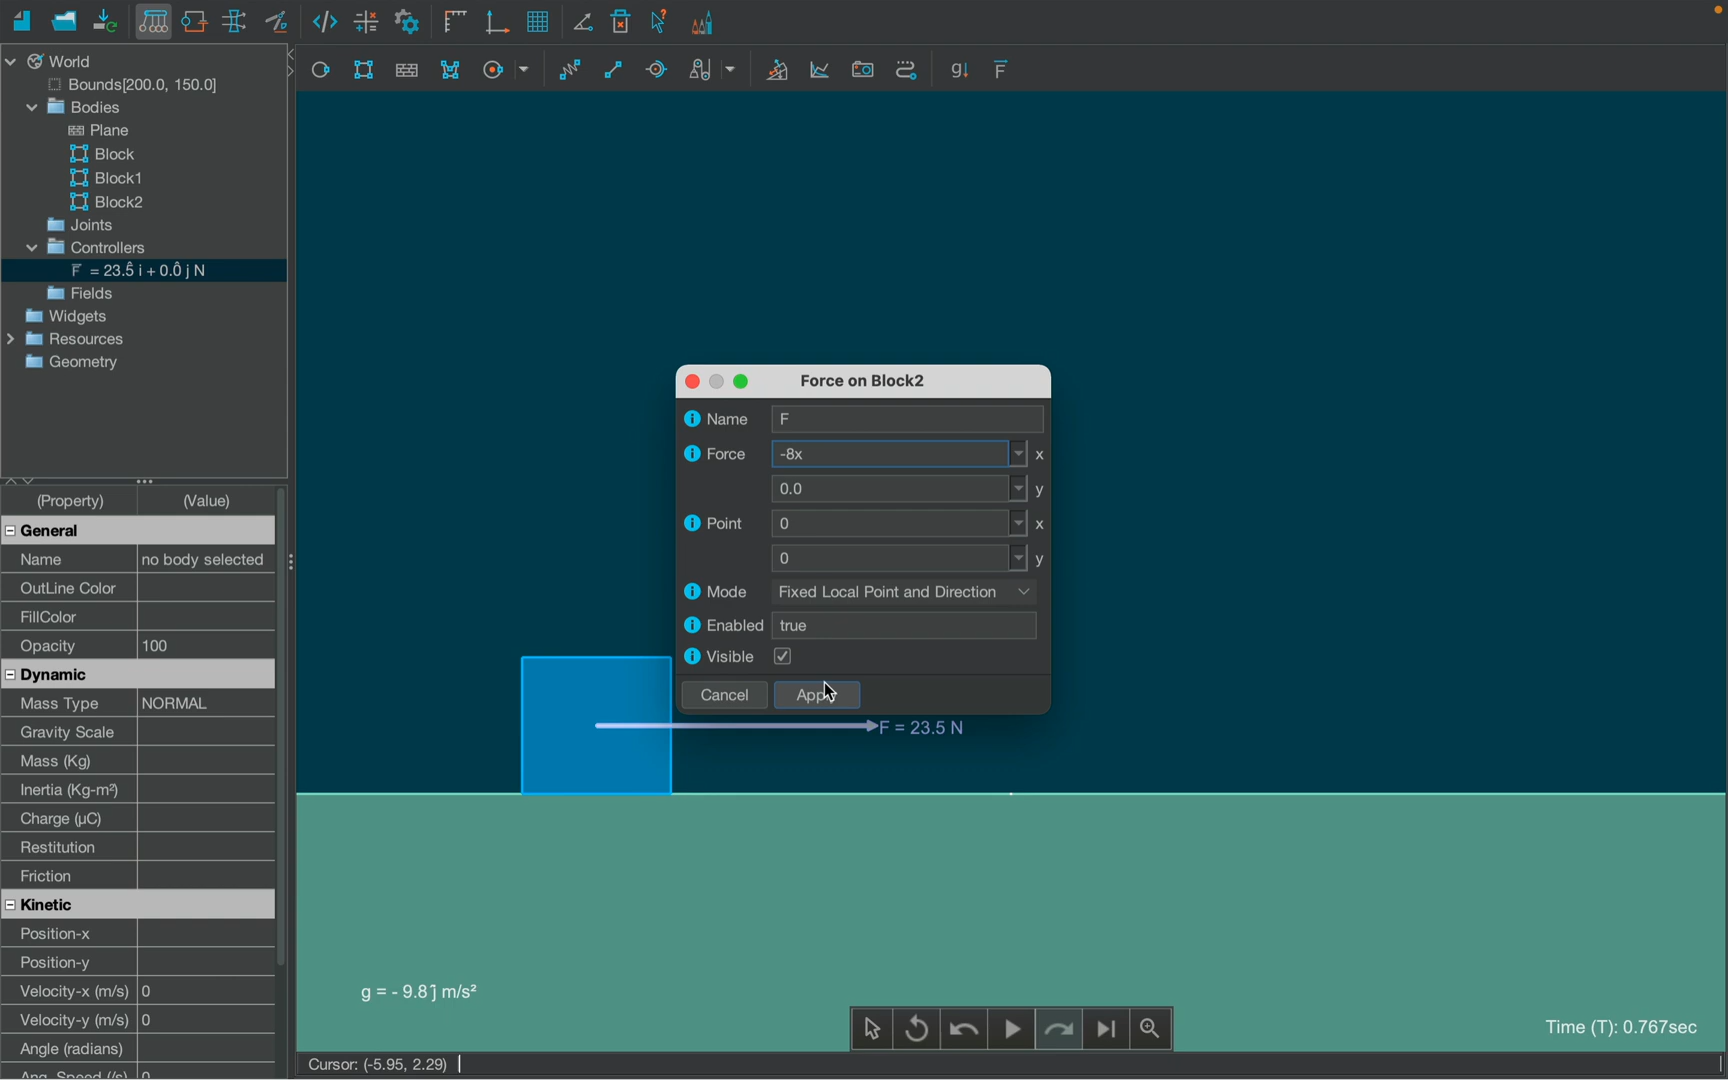 World
Bounds[200.0, 150.0]
Bodies
Plane
Block
Block1
Block2
Joints
Controllers
F = 23.5 î + 0.0 ĵ N
Fields
Widgets
Resources
Geometry
(Property) (Value)
General
Name no body selected
OutLine Color
FillColor
Opacity 100
Dynamic
Mass Type NORMAL
Gravity Scale
Mass (Kg)
Inertia (Kg-m²)
Charge (µC)
Restitution
Friction
Kinetic
Position-x
Position-y
Velocity-x (m/s) 0
Velocity-y (m/s) 0
Angle (radians)
g↓ F
Force on Block2
Name F
Force -8x x
0.0 y
Point 0 x
0 y
Mode Fixed Local Point and Direction
Enabled true
Visible
Cancel
F = 23.5 N
g = - 9.8 ĵ m/s²
Time (T): 0.767sec
Cursor: (-5.95, 2.29)